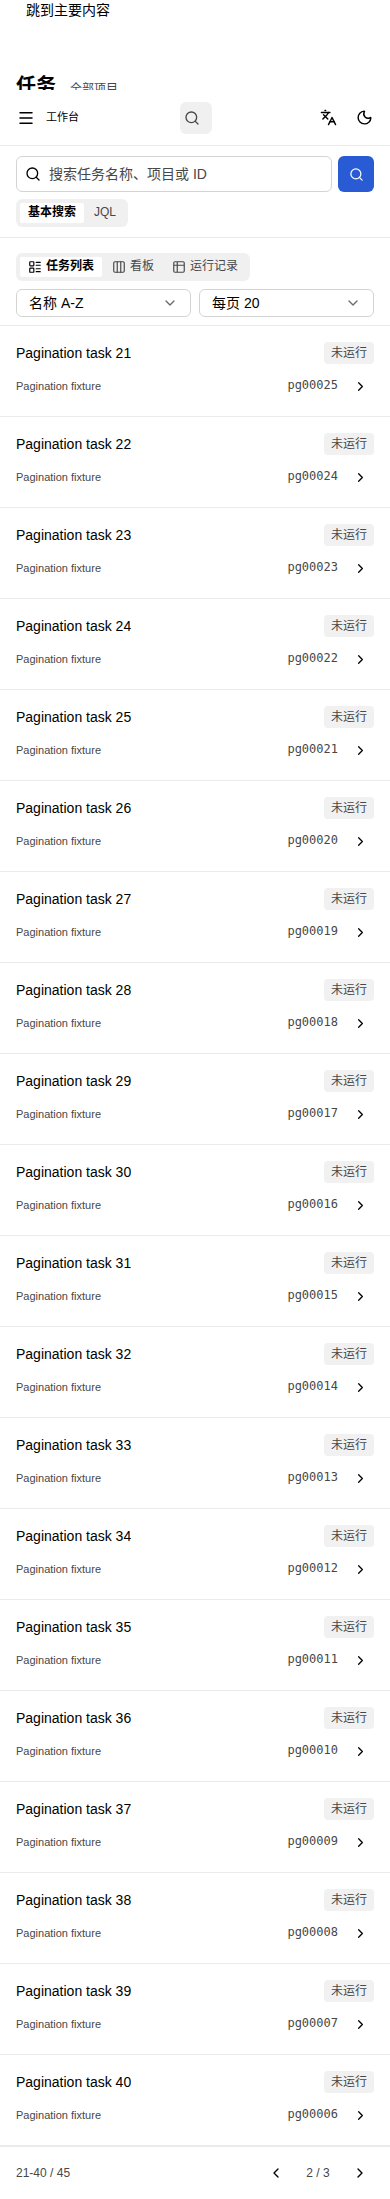 跳到主要内容
任务 全部项目
工作台
搜索任务名称、项目或 ID
基本搜索 JQL
任务列表 看板 运行记录
名称 A-Z 每页 20
Pagination task 21 未运行
Pagination fixture pg00025
Pagination task 22 未运行
Pagination fixture pg00024
Pagination task 23 未运行
Pagination fixture pg00023
Pagination task 24 未运行
Pagination fixture pg00022
Pagination task 25 未运行
Pagination fixture pg00021
Pagination task 26 未运行
Pagination fixture pg00020
Pagination task 27 未运行
Pagination fixture pg00019
Pagination task 28 未运行
Pagination fixture pg00018
Pagination task 29 未运行
Pagination fixture pg00017
Pagination task 30 未运行
Pagination fixture pg00016
Pagination task 31 未运行
Pagination fixture pg00015
Pagination task 32 未运行
Pagination fixture pg00014
Pagination task 33 未运行
Pagination fixture pg00013
Pagination task 34 未运行
Pagination fixture pg00012
Pagination task 35 未运行
Pagination fixture pg00011
Pagination task 36 未运行
Pagination fixture pg00010
Pagination task 37 未运行
Pagination fixture pg00009
Pagination task 38 未运行
Pagination fixture pg00008
Pagination task 39 未运行
Pagination fixture pg00007
Pagination task 40 未运行
Pagination fixture pg00006
21-40 / 45 2 / 3